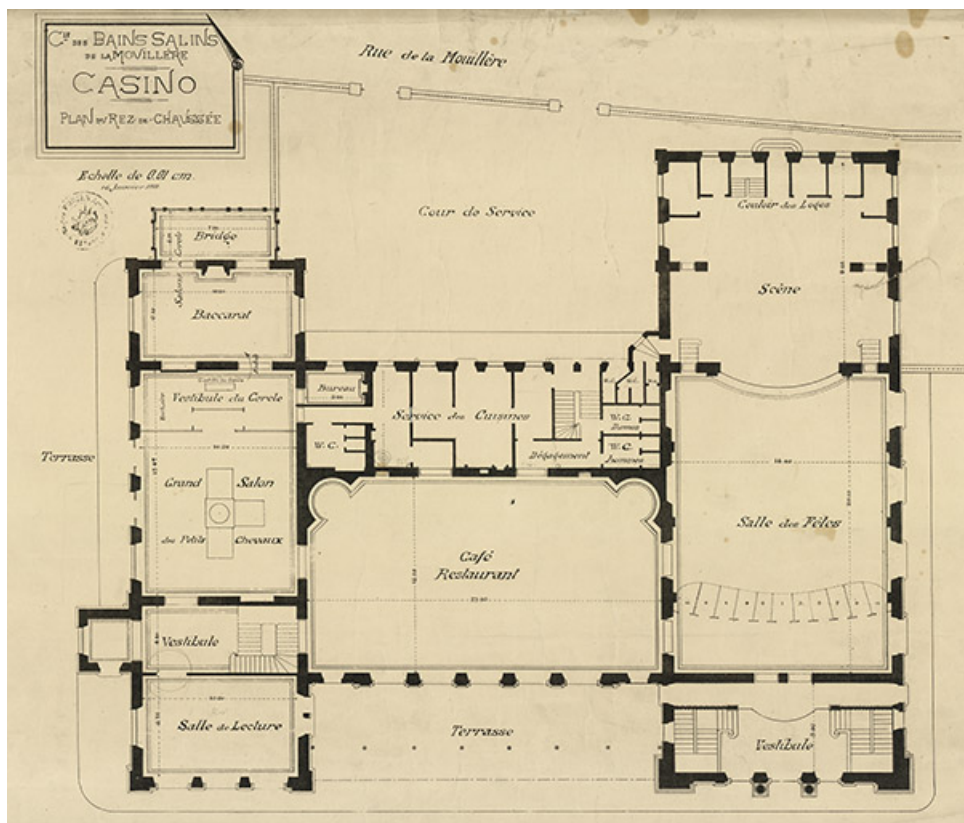 Cie DES BAINS SALINS
DE LA MOUILLÈRE
CASINO
PLAN DU REZ-DE-CHAUSSÉE
Echelle de 0.01 cm.
Rue de la Mouillère
Cour de Service
Couloir des Loges
Scène
Bridge
Salons Cercle
Baccarat
Bureau
Vestibule du Cercle
Service des Cuisines
W.C.
W.C.
Dames
W.C.
Hommes
Dégagement
Terrasse
Grand Salon
des Petits Chevaux
Salle des Fêtes
Café
Restaurant
Vestibule
Salle de Lecture
Terrasse
Vestibule